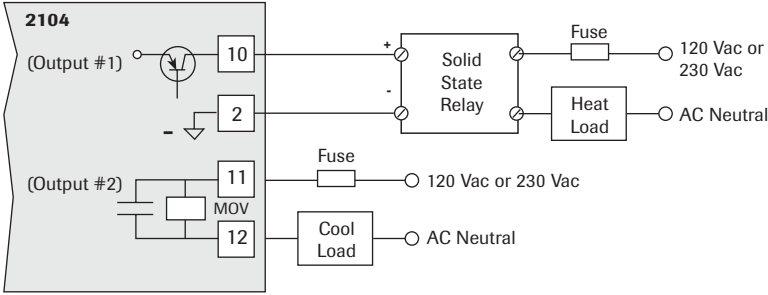 2104
(Output #1)
10
+
Solid
State
Relay
Fuse
120 Vac or
230 Vac
-
2
-
Heat
Load
AC Neutral
(Output #2)
11
Fuse
120 Vac or 230 Vac
MOV
12
Cool
Load
AC Neutral